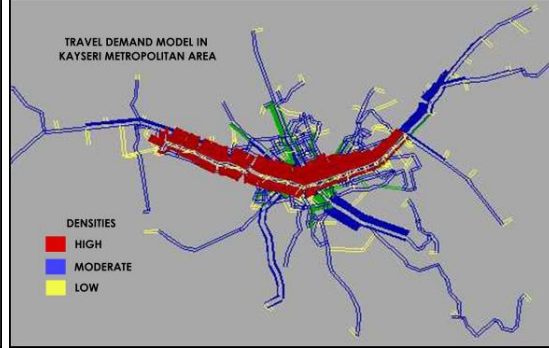 TRAVEL DEMAND MODEL IN
KAYSERI METROPOLITAN AREA
DENSITIES
HIGH
MODERATE
LOW